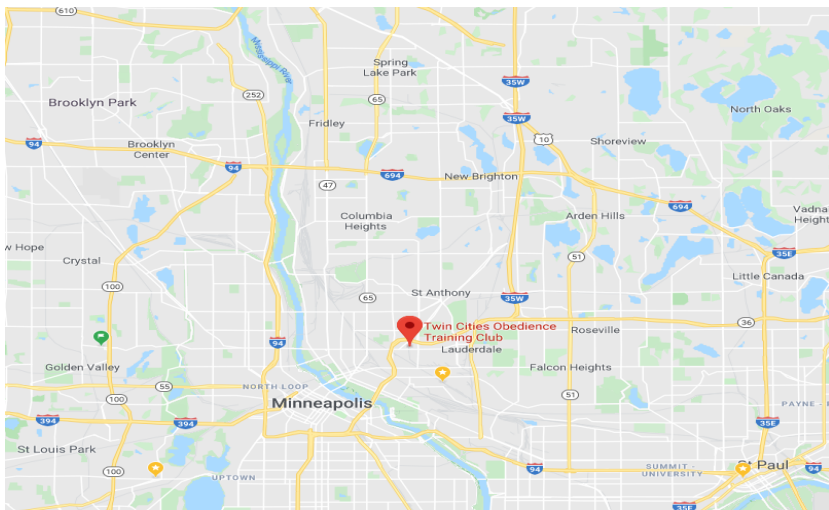 610
Mississippi River
Spring
Lake Park
35W
252
65
Brooklyn Park
North Oaks
35W
Fridley
10
Shoreview
94
Brooklyn
Center
94
694
New Brighton
47
694
Columbia
Heights
Arden Hills
Vadna
Height
w Hope
Crystal
51
35E
Little Canada
100
St Anthony
65
35W
Twin Cities Obedience
Training Club
36
Roseville
94
Lauderdale
Golden Valley
Falcon Heights
55
NORTH LOOP
51
100
Minneapolis
PAYNE -
394
394
35E
St Louis Park
100
UPTOWN
94
SUMMIT -
UNIVERSITY
St Paul
94